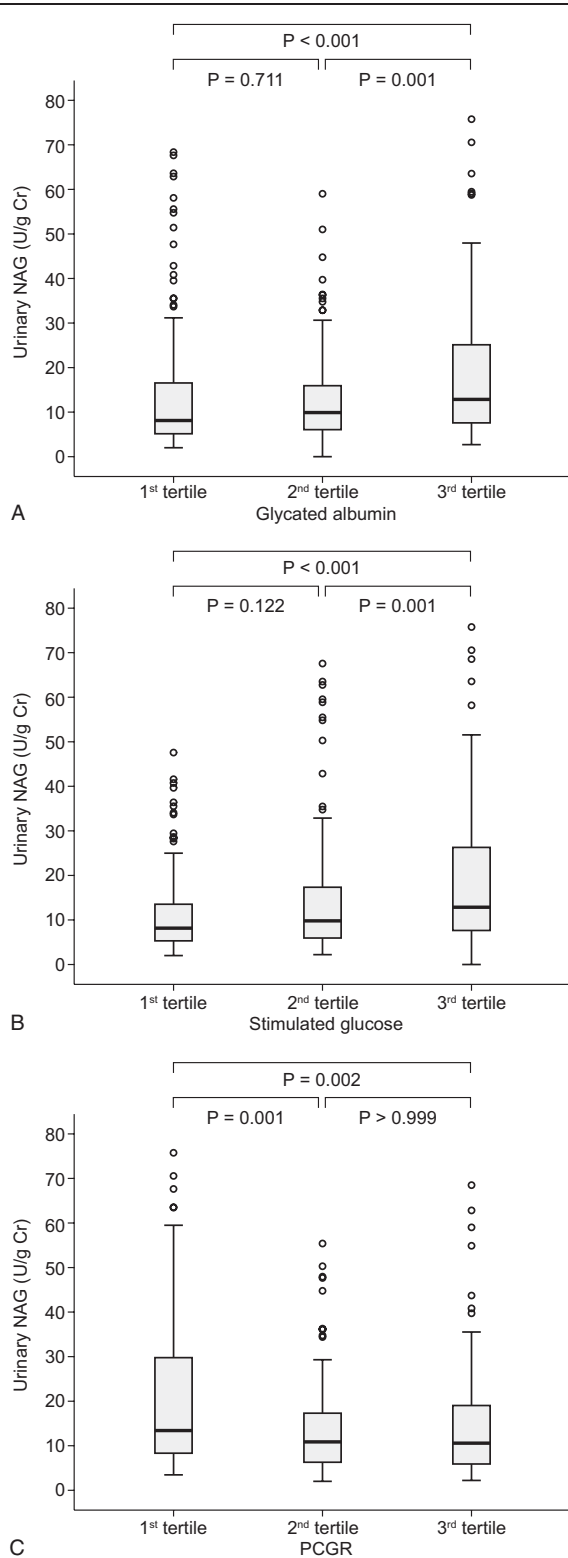 P < 0.001
P = 0.711 P = 0.001
80
70
60
50
40
30
20
10
0
Urinary NAG (U/g Cr)
1st tertile 2nd tertile 3rd tertile
A Glycated albumin
P < 0.001
P = 0.122 P = 0.001
80
70
60
50
40
30
20
10
0
Urinary NAG (U/g Cr)
1st tertile 2nd tertile 3rd tertile
B Stimulated glucose
P = 0.002
P = 0.001 P > 0.999
80
70
60
50
40
30
20
10
0
Urinary NAG (U/g Cr)
1st tertile 2nd tertile 3rd tertile
C PCGR